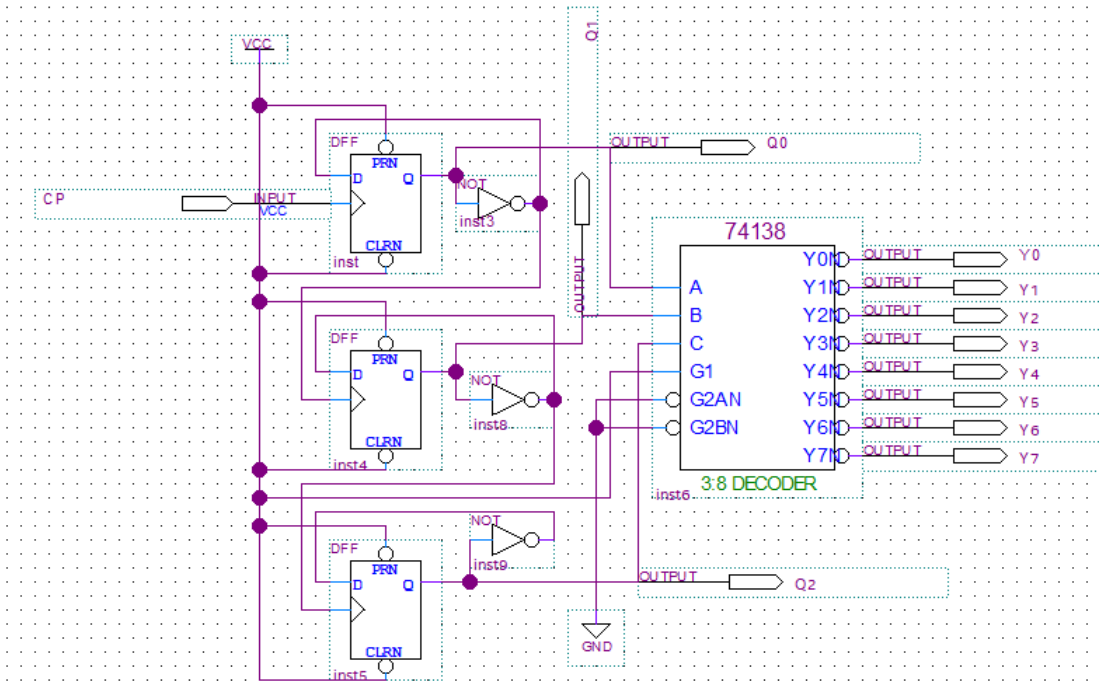 VCC
Q1
DFF
PRN
D
Q
CLRN
inst
CP
INPUT
VCC
NOT
inst3
OUTPUT
Q0
OUTPUT
DFF
PRN
D
Q
CLRN
inst4
NOT
inst8
74138
A
B
C
G1
G2AN
G2BN
Y0N
Y1N
Y2N
Y3N
Y4N
Y5N
Y6N
Y7N
3:8 DECODER
inst6
OUTPUT
Y0
OUTPUT
Y1
OUTPUT
Y2
OUTPUT
Y3
OUTPUT
Y4
OUTPUT
Y5
OUTPUT
Y6
OUTPUT
Y7
DFF
PRN
D
Q
CLRN
inst5
NOT
inst9
OUTPUT
Q2
GND